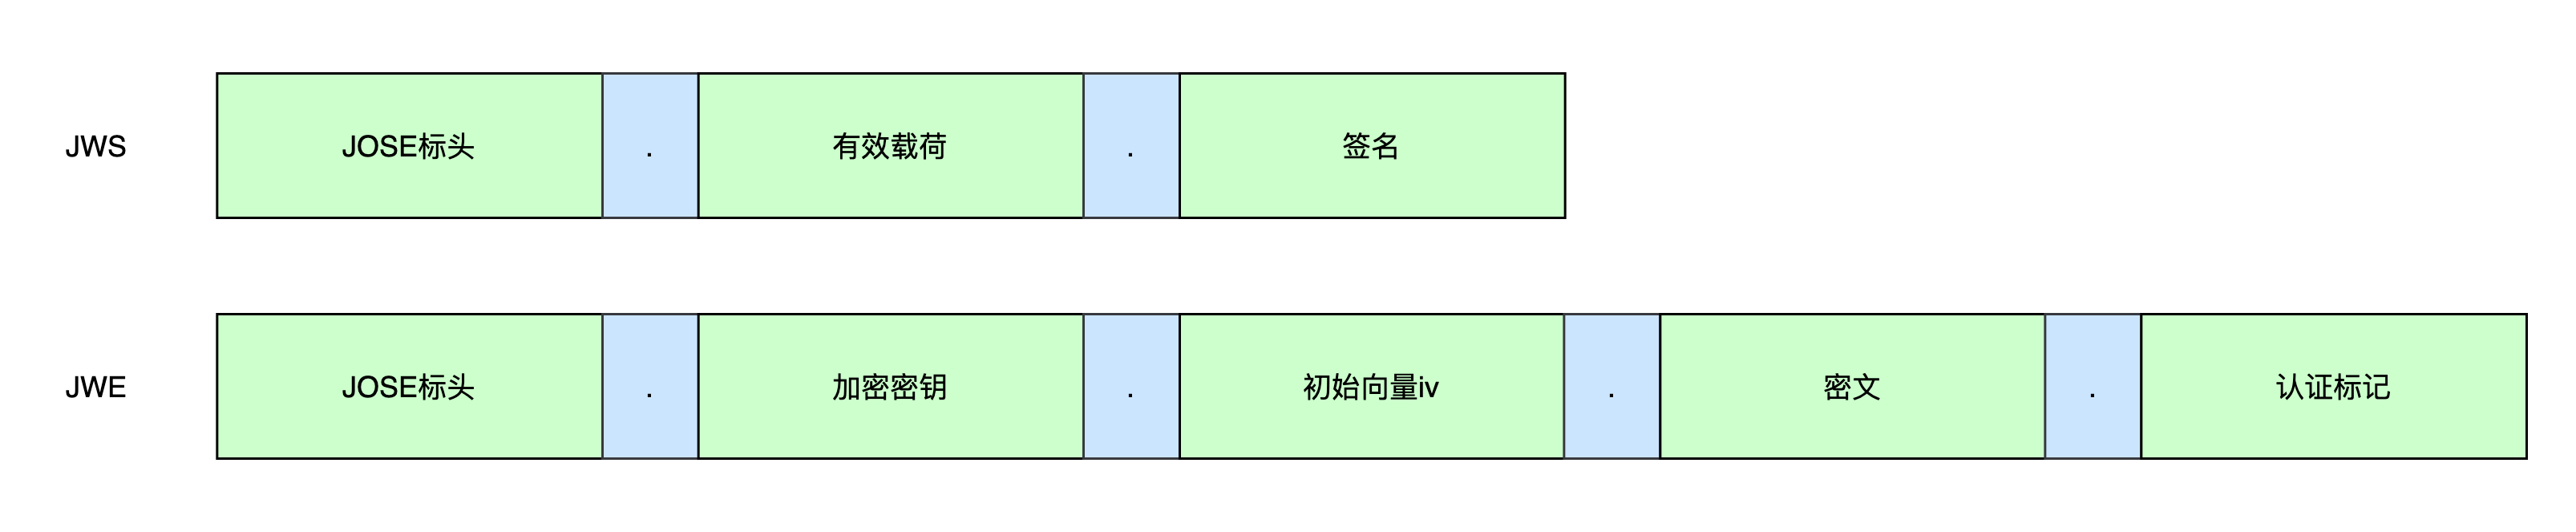 JWS JOSE标头 . 有效载荷 . 签名
JWE JOSE标头 . 加密密钥 . 初始向量iv . 密文 . 认证标记